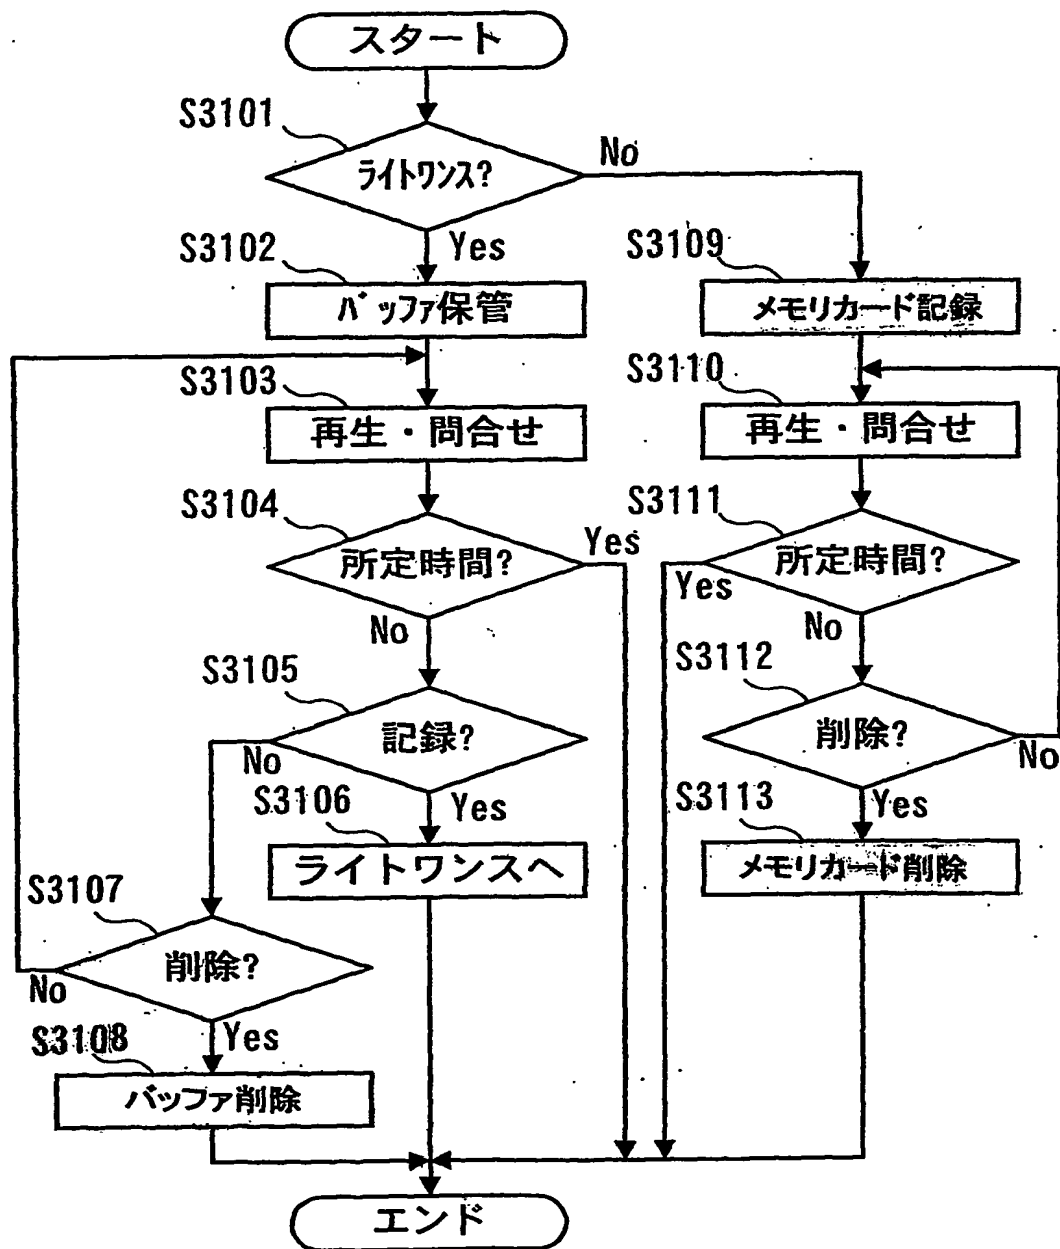 スタート
S3101
ライトワンス?
No
Yes
S3102
バッファ保管
S3109
メモリカード記録
S3103
再生・問合せ
S3110
再生・問合せ
S3104
所定時間?
Yes
No
S3111
所定時間?
Yes
No
S3105
記録?
No
Yes
S3112
削除?
No
Yes
S3106
ライトワンスへ
S3113
メモリカード削除
S3107
削除?
No
Yes
S3108
バッファ削除
エンド